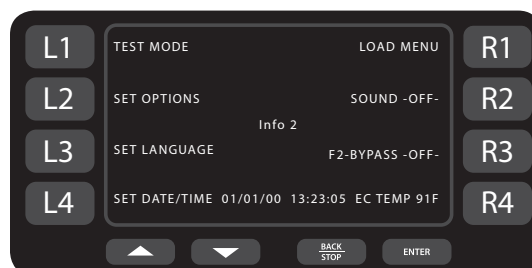 L1 TEST MODE LOAD MENU R1
L2 SET OPTIONS SOUND -OFF- R2
Info 2
L3 SET LANGUAGE F2-BYPASS -OFF- R3
L4 SET DATE/TIME 01/01/00 13:23:05 EC TEMP 91F R4
BACK
STOP
ENTER